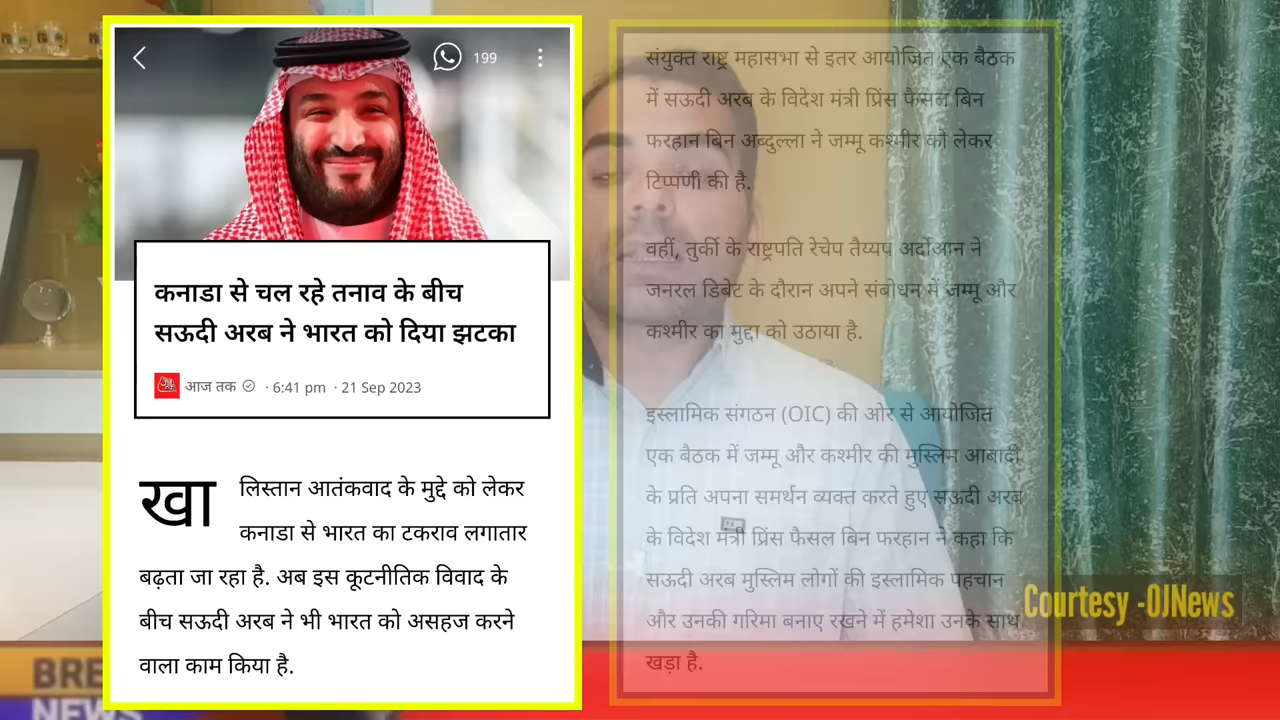 199
कनाडा से चल रहे तनाव के बीच
सऊदी अरब ने भारत को दिया झटका
आज तक · 6:41 pm · 21 Sep 2023
खालिस्तान आतंकवाद के मुद्दे को लेकर
कनाडा से भारत का टकराव लगातार
बढ़ता जा रहा है. अब इस कूटनीतिक विवाद के
बीच सऊदी अरब ने भी भारत को असहज करने
वाला काम किया है.
संयुक्त राष्ट्र महासभा से इतर आयोजित एक बैठक
में सऊदी अरब के विदेश मंत्री प्रिंस फैसल बिन
फरहान बिन अब्दुल्ला ने जम्मू कश्मीर को लेकर
टिप्पणी की है.
वहीं, तुर्की के राष्ट्रपति रेचेप तैय्यप अर्दोआन ने
जनरल डिबेट के दौरान अपने संबोधन में जम्मू और
कश्मीर का मुद्दा को उठाया है.
इस्लामिक संगठन (OIC) की ओर से आयोजित
एक बैठक में जम्मू और कश्मीर की मुस्लिम आबादी
के प्रति अपना समर्थन व्यक्त करते हुए सऊदी अरब
के विदेश मंत्री प्रिंस फैसल बिन फरहान ने कहा कि
सऊदी अरब मुस्लिम लोगों की इस्लामिक पहचान
और उनकी गरिमा बनाए रखने में हमेशा उनके साथ
खड़ा है.
Courtesy -OJNews
BRE
NEWS